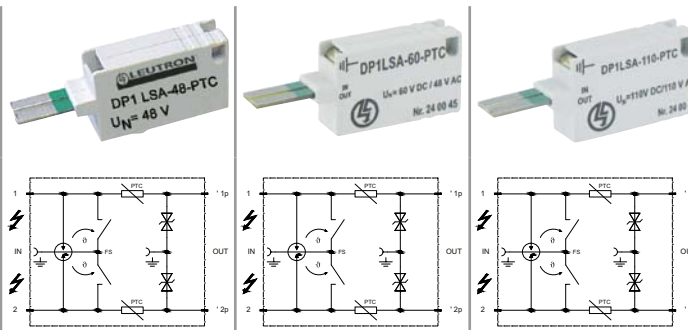 LEUTRON
DP1 LSA-48-PTC
UN= 48 V
DP1LSA-60-PTC
IN
OUT
UN= 60 V DC / 48 V AC
Nr. 24 00 45
DP1LSA-110-PTC
IN
OUT
UN=110V DC/110 V A
Nr. 24 00
1
PTC
' 1p
IN
ϑ
FS
ϑ
OUT
2
PTC
' 2p
1
PTC
' 1p
IN
ϑ
FS
ϑ
OUT
2
PTC
' 2p
1
PTC
'
IN
ϑ
FS
ϑ
OU
2
PTC
'